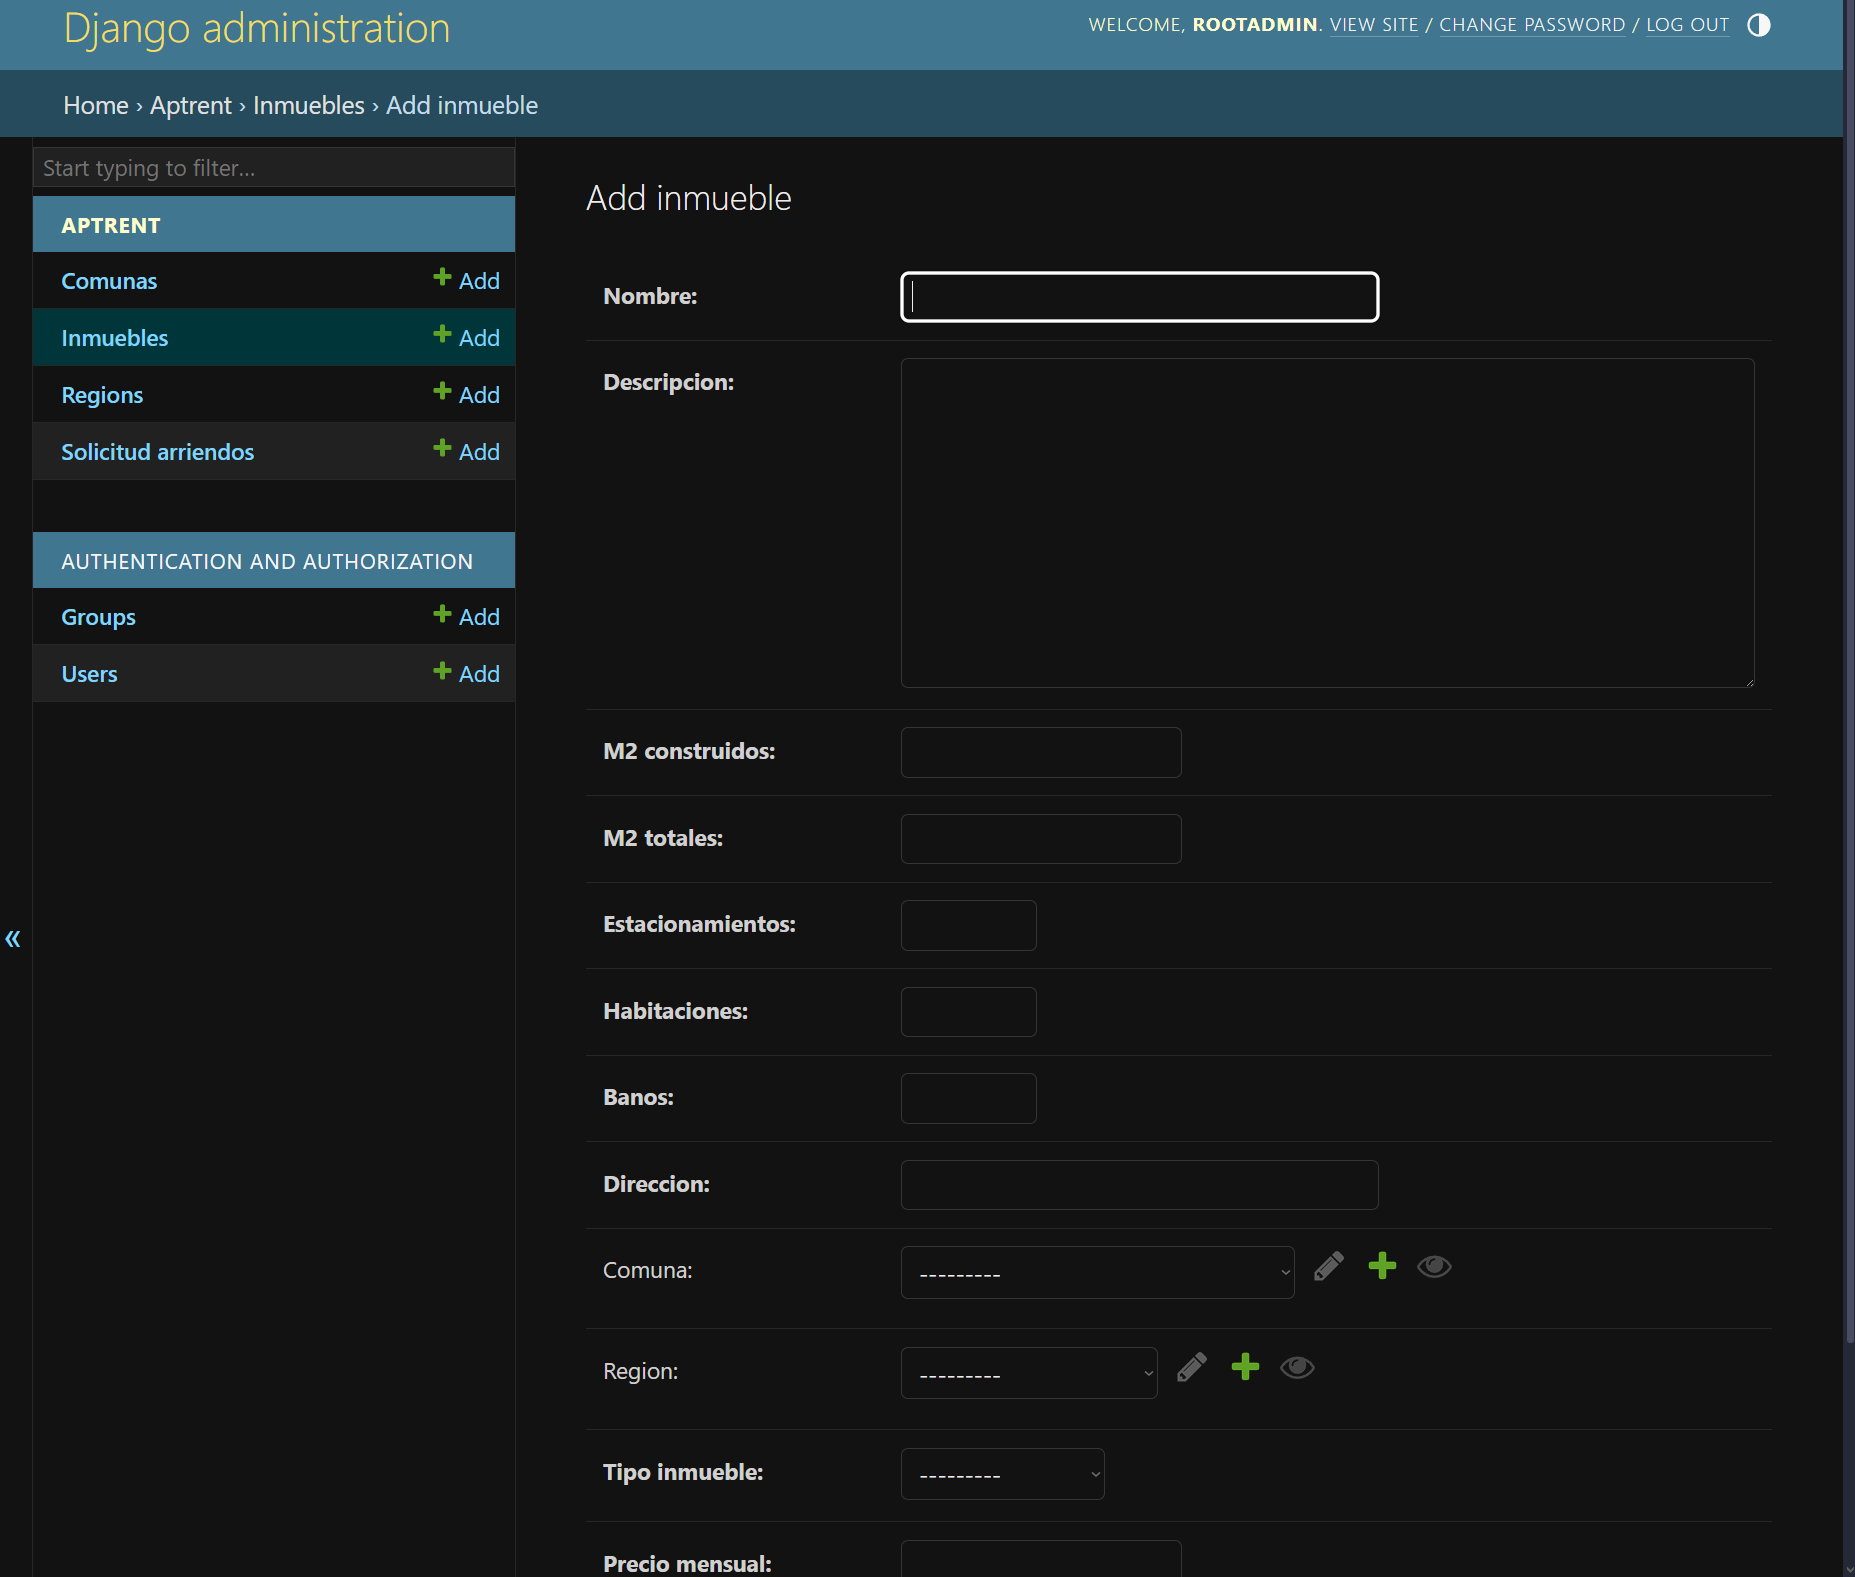 Django administration
WELCOME, ROOTADMIN. VIEW SITE / CHANGE PASSWORD / LOG OUT
Home › Aptrent › Inmuebles › Add inmueble
Start typing to filter...
APTRENT
Comunas Add
Inmuebles Add
Regions Add
Solicitud arriendos Add
AUTHENTICATION AND AUTHORIZATION
Groups Add
Users Add
«
Add inmueble
Nombre:
Descripcion:
M2 construidos:
M2 totales:
Estacionamientos:
Habitaciones:
Banos:
Direccion:
Comuna: ---------
Region: ---------
Tipo inmueble: ---------
Precio mensual: